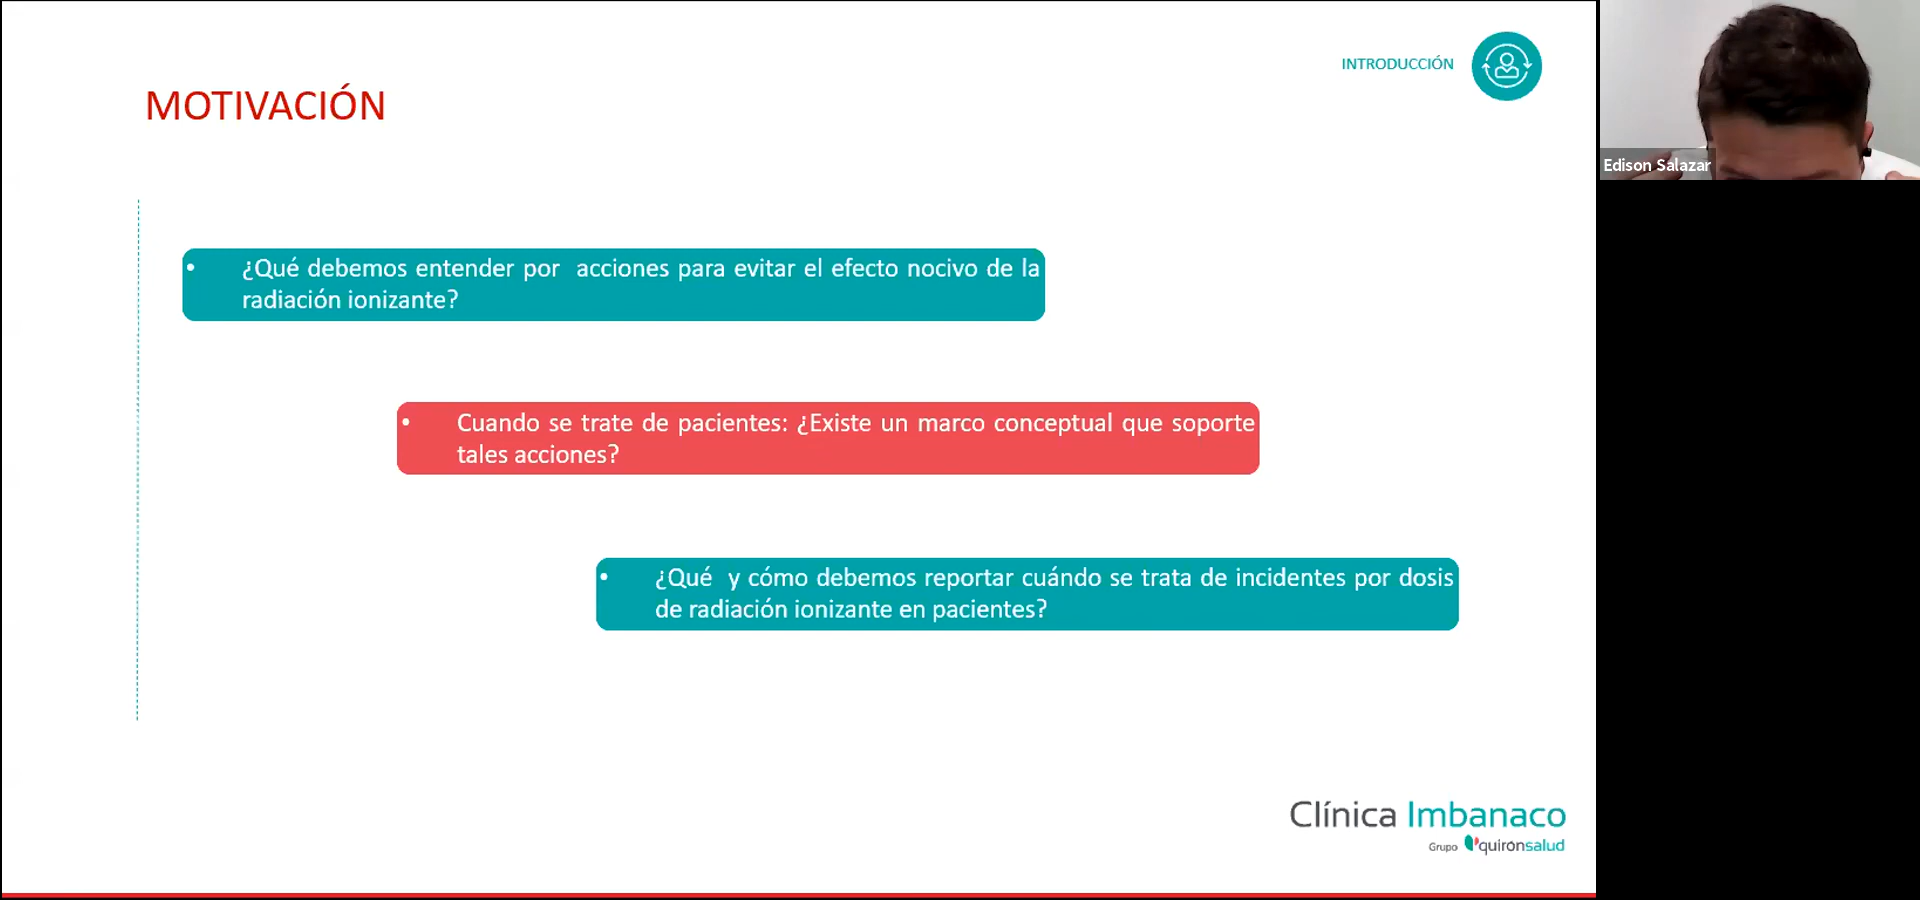 INTRODUCCIÓN
MOTIVACIÓN
Edison Salazar
• ¿Qué debemos entender por acciones para evitar el efecto nocivo de la
radiación ionizante?
• Cuando se trate de pacientes: ¿Existe un marco conceptual que soporte
tales acciones?
• ¿Qué y cómo debemos reportar cuándo se trata de incidentes por dosis
de radiación ionizante en pacientes?
Clínica Imbanaco
Grupo quirónsalud